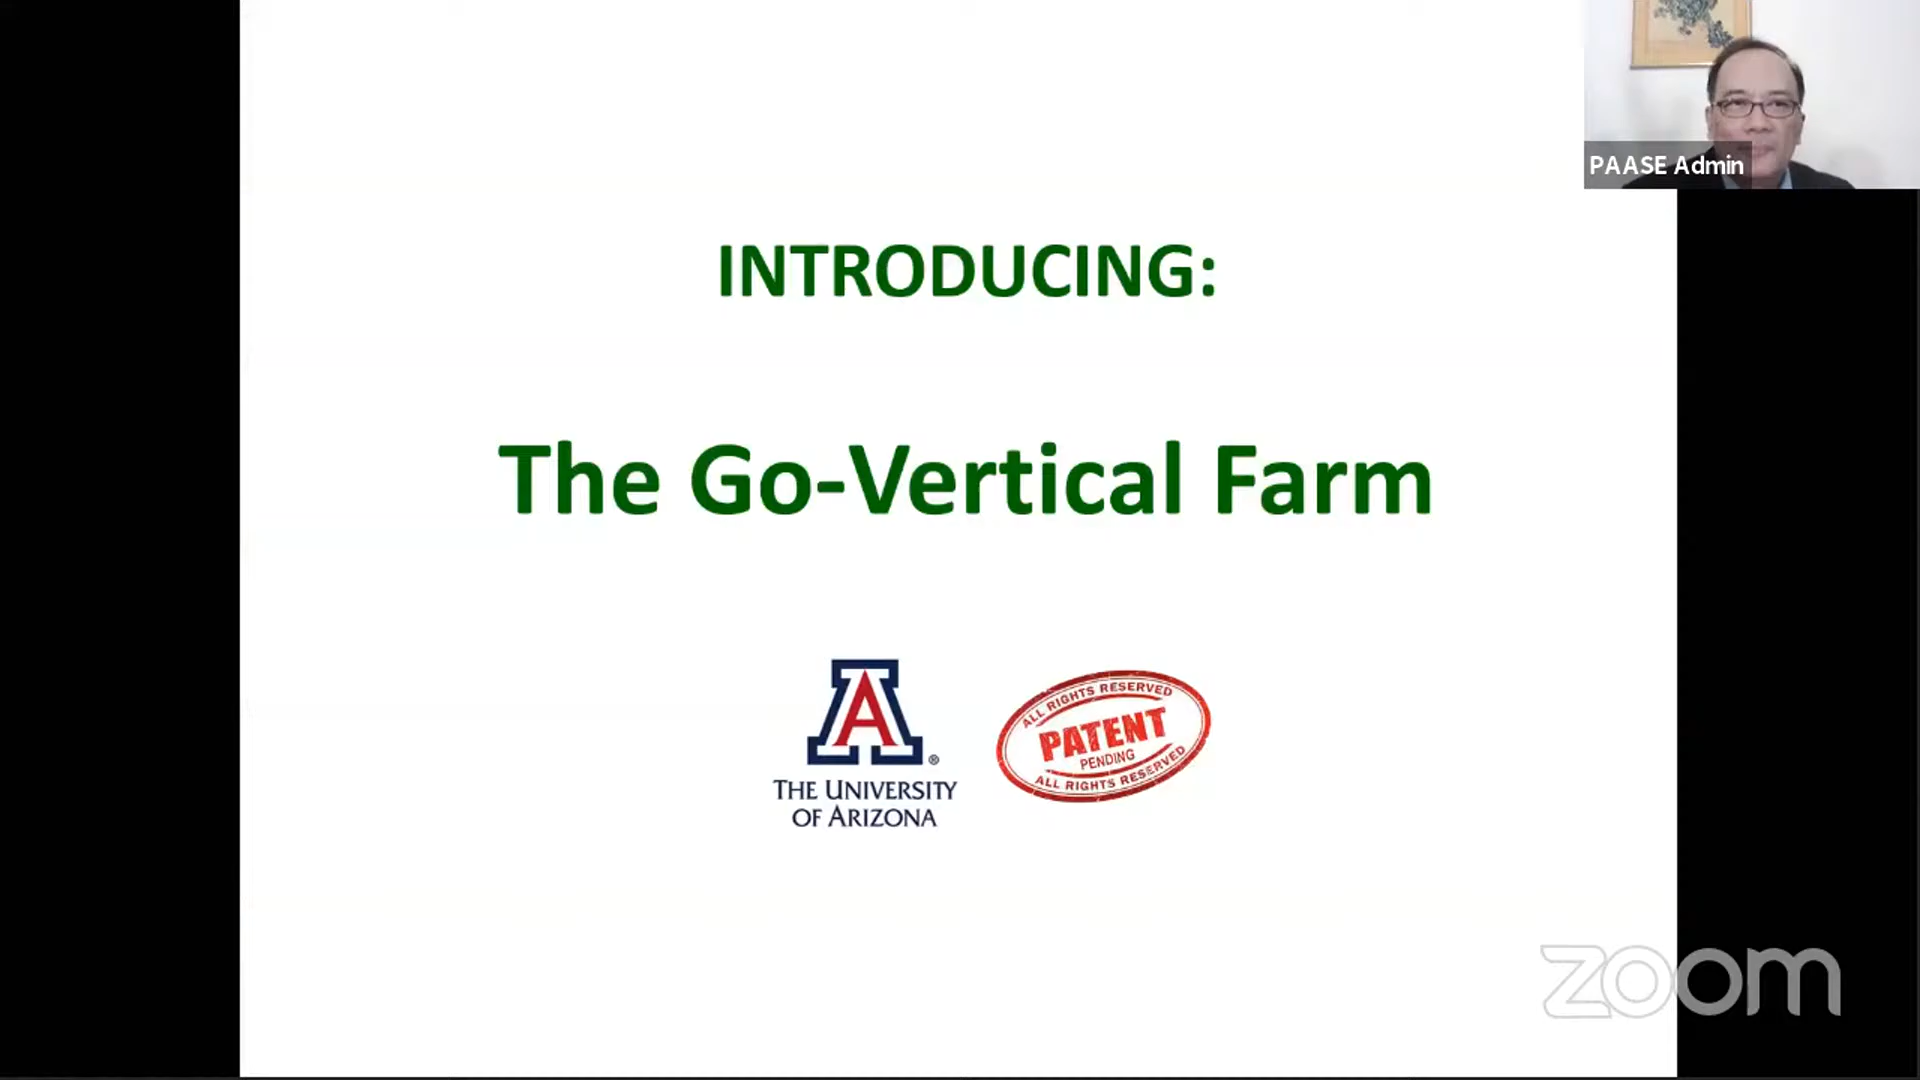 PAASE Admin
INTRODUCING:
The Go-Vertical Farm
A®
THE UNIVERSITY
OF ARIZONA
ALL RIGHTS RESERVED
PATENT
PENDING
ALL RIGHTS RESERVED
zoom